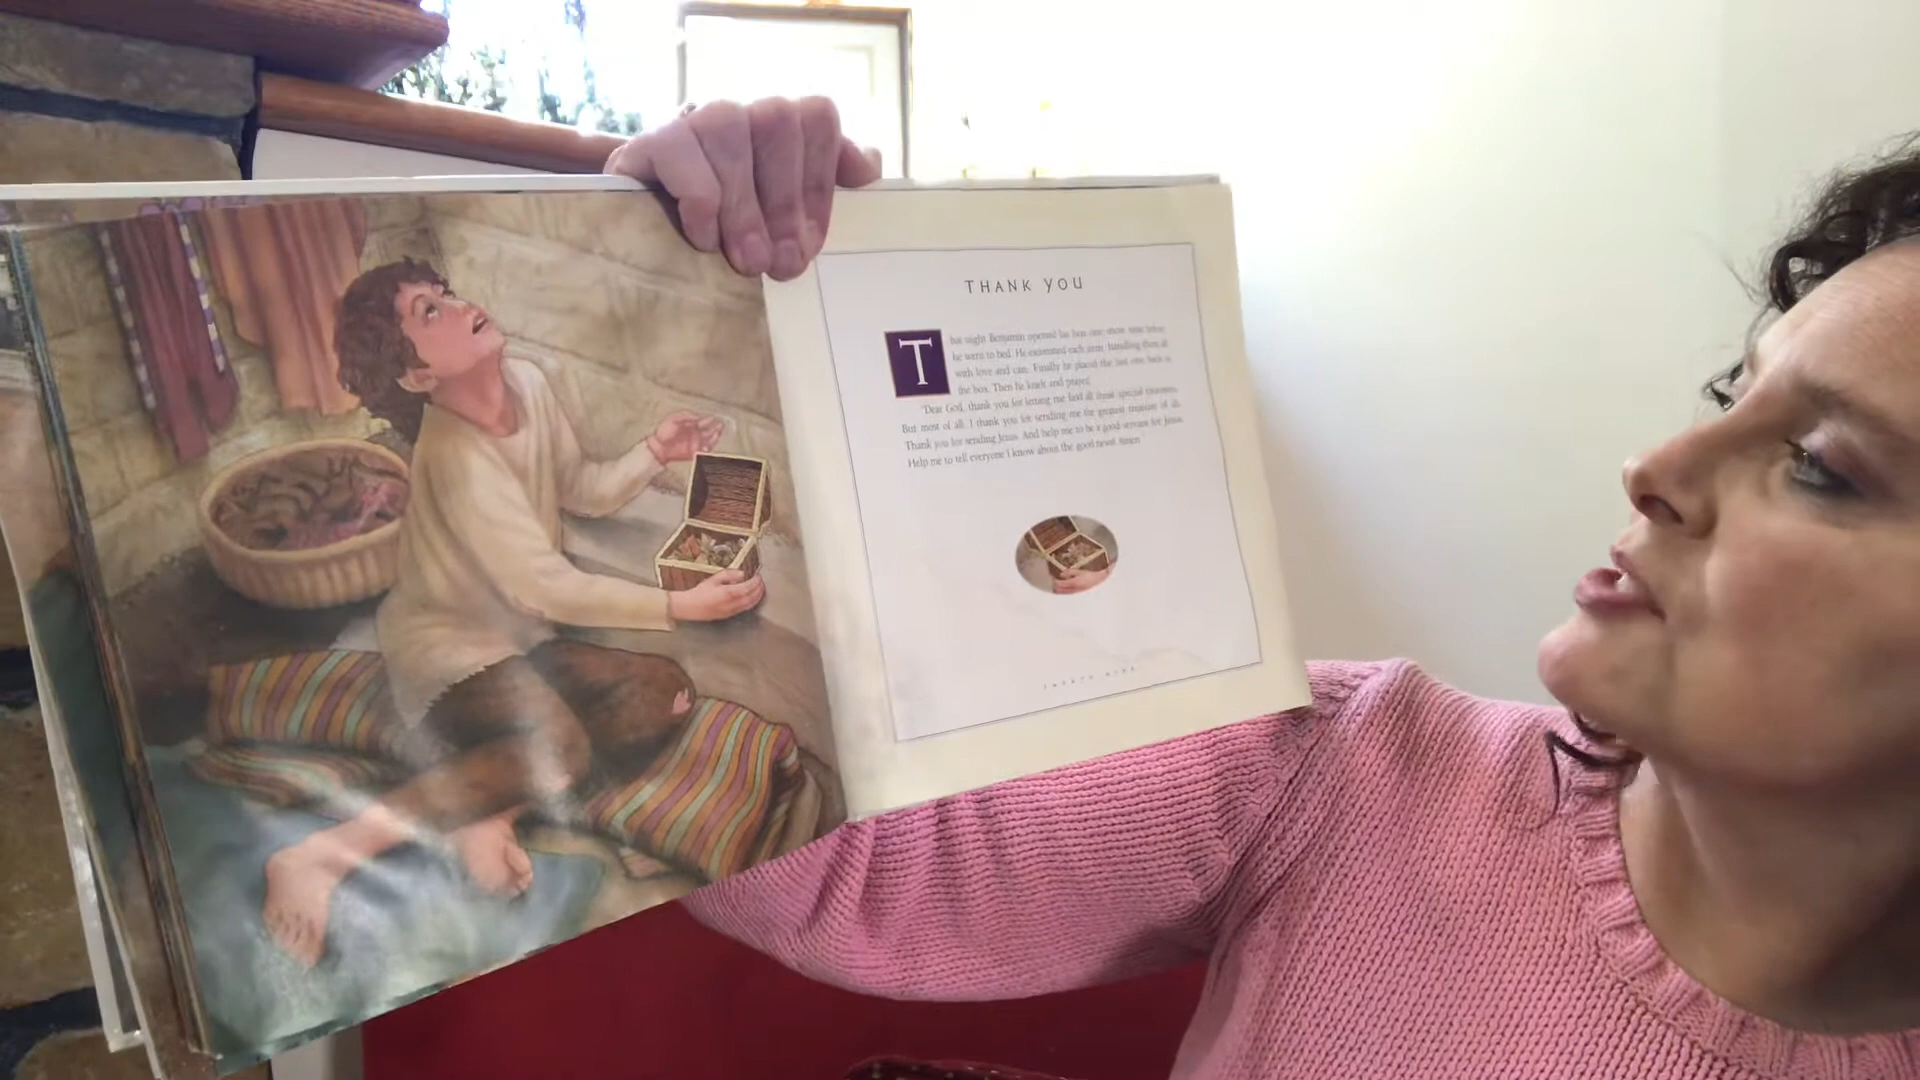 THANK YOU
That night Benjamin opened his box one more time before
he went to bed. He examined each item, handling them all
with love and care. Finally he placed the last one back in
the box. Then he knelt and prayed.
"Dear God, thank you for letting me find all these special treasures.
But most of all, I thank you for sending me the greatest treasure of all.
Thank you for sending Jesus. And help me to be a good servant for Jesus.
Help me to tell everyone I know about the good news! Amen."